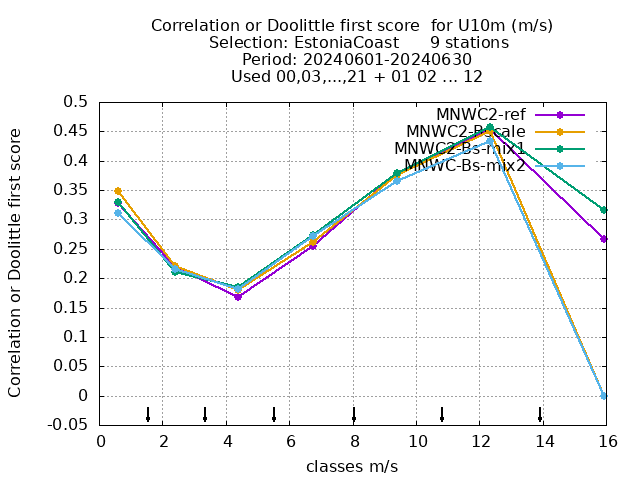 Correlation or Doolittle first score  for U10m (m/s)
Selection: EstoniaCoast      9 stations
Period: 20240601-20240630
Used 00,03,...,21 + 01 02 ... 12
0.5
0.45
0.4
0.35
0.3
0.25
0.2
0.15
0.1
0.05
0
-0.05
Correlation or Doolittle first score
MNWC2-ref
MNWC2-Bscale
MNWC2-Bs-mix1
MNWC-Bs-mix2
0 2 4 6 8 10 12 14 16
classes m/s